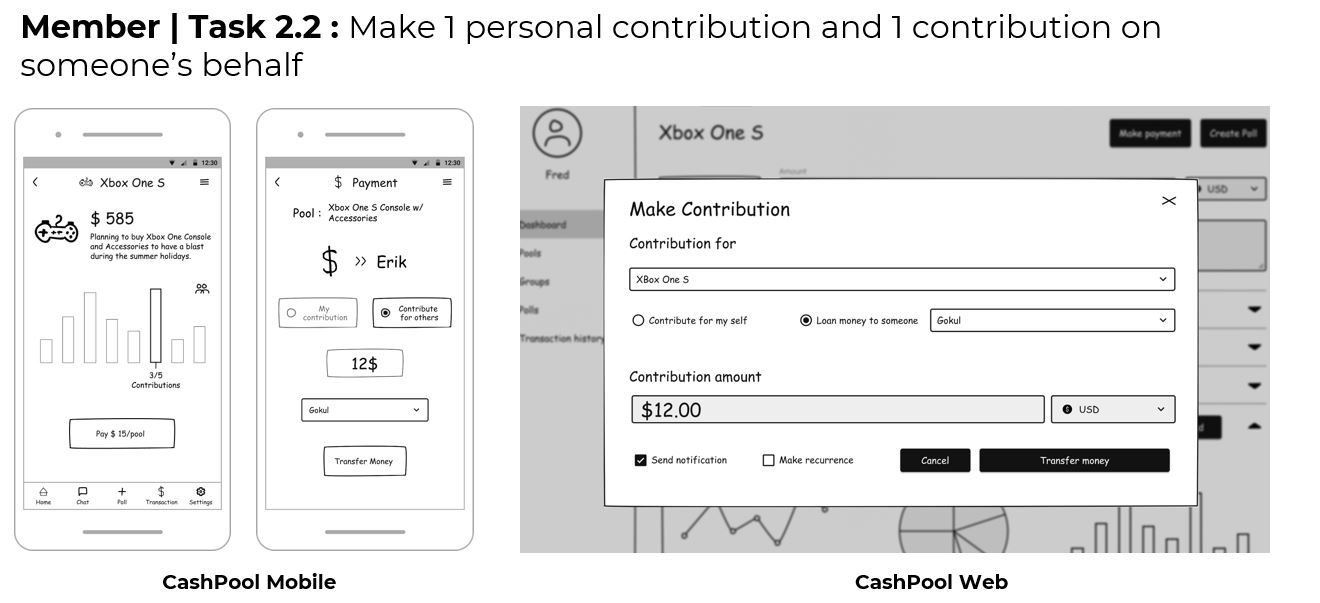 Member | Task 2.2 : Make 1 personal contribution and 1 contribution on
someone's behalf
12:30
Xbox One S
$ 585
Planning to buy Xbox One Console
and Accessories to have a blast
during the summer holidays.
3/5
Contributions
Pay $ 15/pool
Home
Chat
Poll
Transaction
Settings
CashPool Mobile
12:30
$ Payment
Pool : Xbox One S Console w/
Accessories
$ >> Erik
My
contribution
Contribute
for others
12$
Gokul
Transfer Money
Fred
Dashboard
Pools
Groups
Polls
Transaction history
Xbox One S
Make payment
Create Poll
Amount
USD
Make Contribution
Contribution for
XBox One S
Contribute for my self
Loan money to someone
Gokul
Contribution amount
$12.00
USD
Send notification
Make recurrence
Cancel
Transfer money
CashPool Web